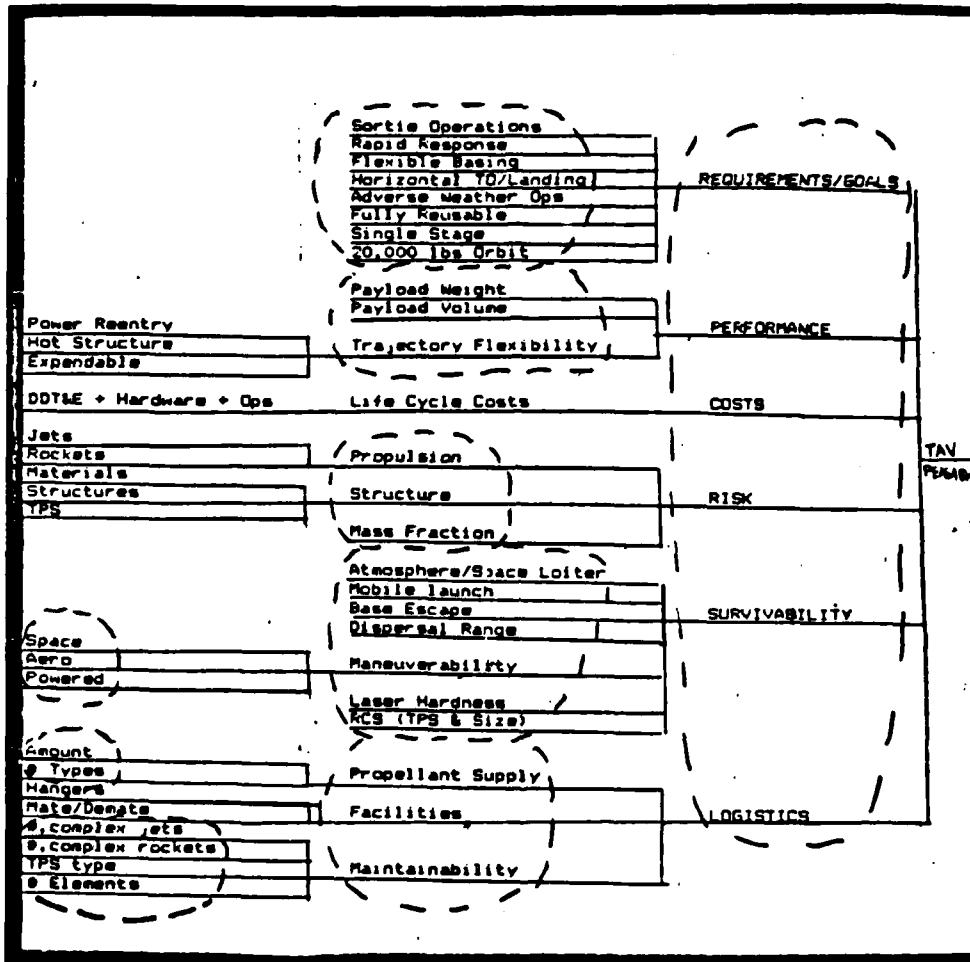 Sortie Operations
Rapid Response
Flexible Basing
Horizontal TO/Landing
Adverse Weather Ops
Fully Reusable
Single Stage
20,000 lbs Orbit
REQUIREMENTS/GOALS
Payload Weight
Payload Volume
Trajectory Flexibility
PERFORMANCE
Power Reentry
Hot Structure
Expendable
DDT&E + Hardware + Ops
Life Cycle Costs
COSTS
Jets
Rockets
Materials
Structures
TPS
Propulsion
Structure
Mass Fraction
RISK
TAV
Atmosphere/Space Loiter
Mobile launch
Base Escape
Dispersal Range
Maneuverability
Laser Hardness
RCS (TPS & Size)
SURVIVABILITY
Space
Aero
Powered
Amount
# Types
Hangers
Mate/Demate
#,complex jets
#,complex rockets
TPS type
# Elements
Propellant Supply
Facilities
Maintainability
LOGISTICS